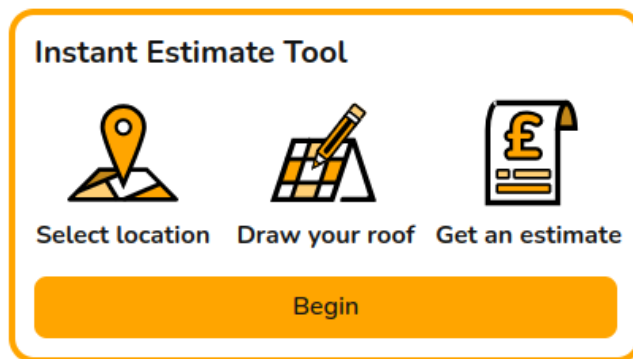 Instant Estimate Tool
£
Select location Draw your roof Get an estimate
Begin